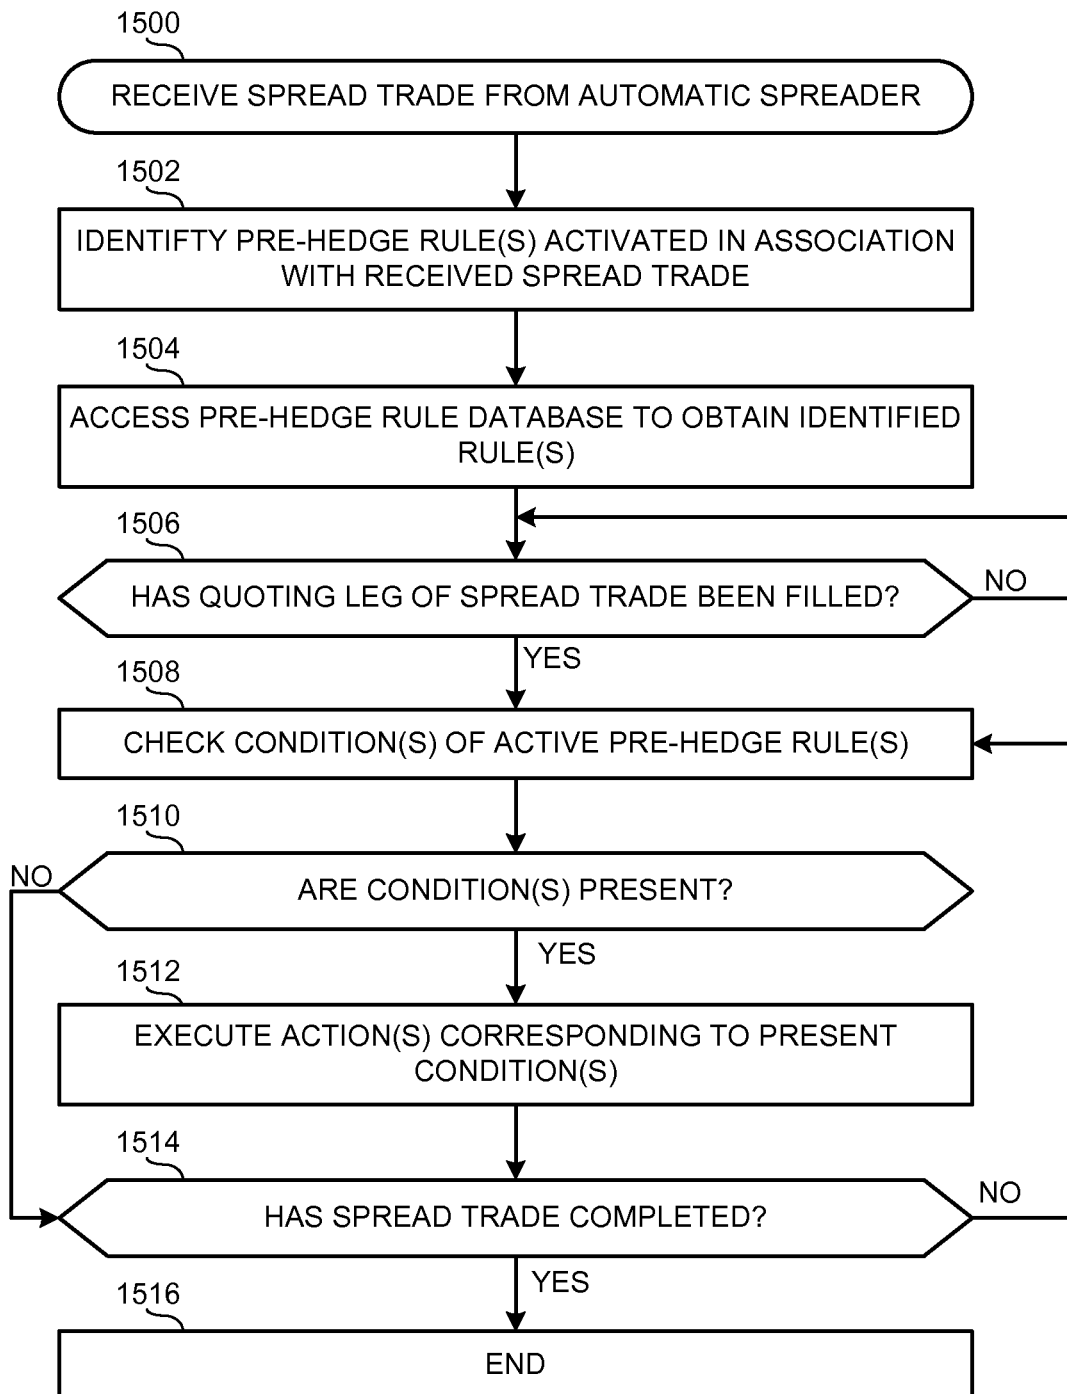 1500
RECEIVE SPREAD TRADE FROM AUTOMATIC SPREADER
1502
IDENTIFTY PRE-HEDGE RULE(S) ACTIVATED IN ASSOCIATION
WITH RECEIVED SPREAD TRADE
1504
ACCESS PRE-HEDGE RULE DATABASE TO OBTAIN IDENTIFIED
RULE(S)
1506
HAS QUOTING LEG OF SPREAD TRADE BEEN FILLED?
NO
YES
1508
CHECK CONDITION(S) OF ACTIVE PRE-HEDGE RULE(S)
1510
NO
ARE CONDITION(S) PRESENT?
YES
1512
EXECUTE ACTION(S) CORRESPONDING TO PRESENT
CONDITION(S)
1514
HAS SPREAD TRADE COMPLETED?
NO
YES
1516
END